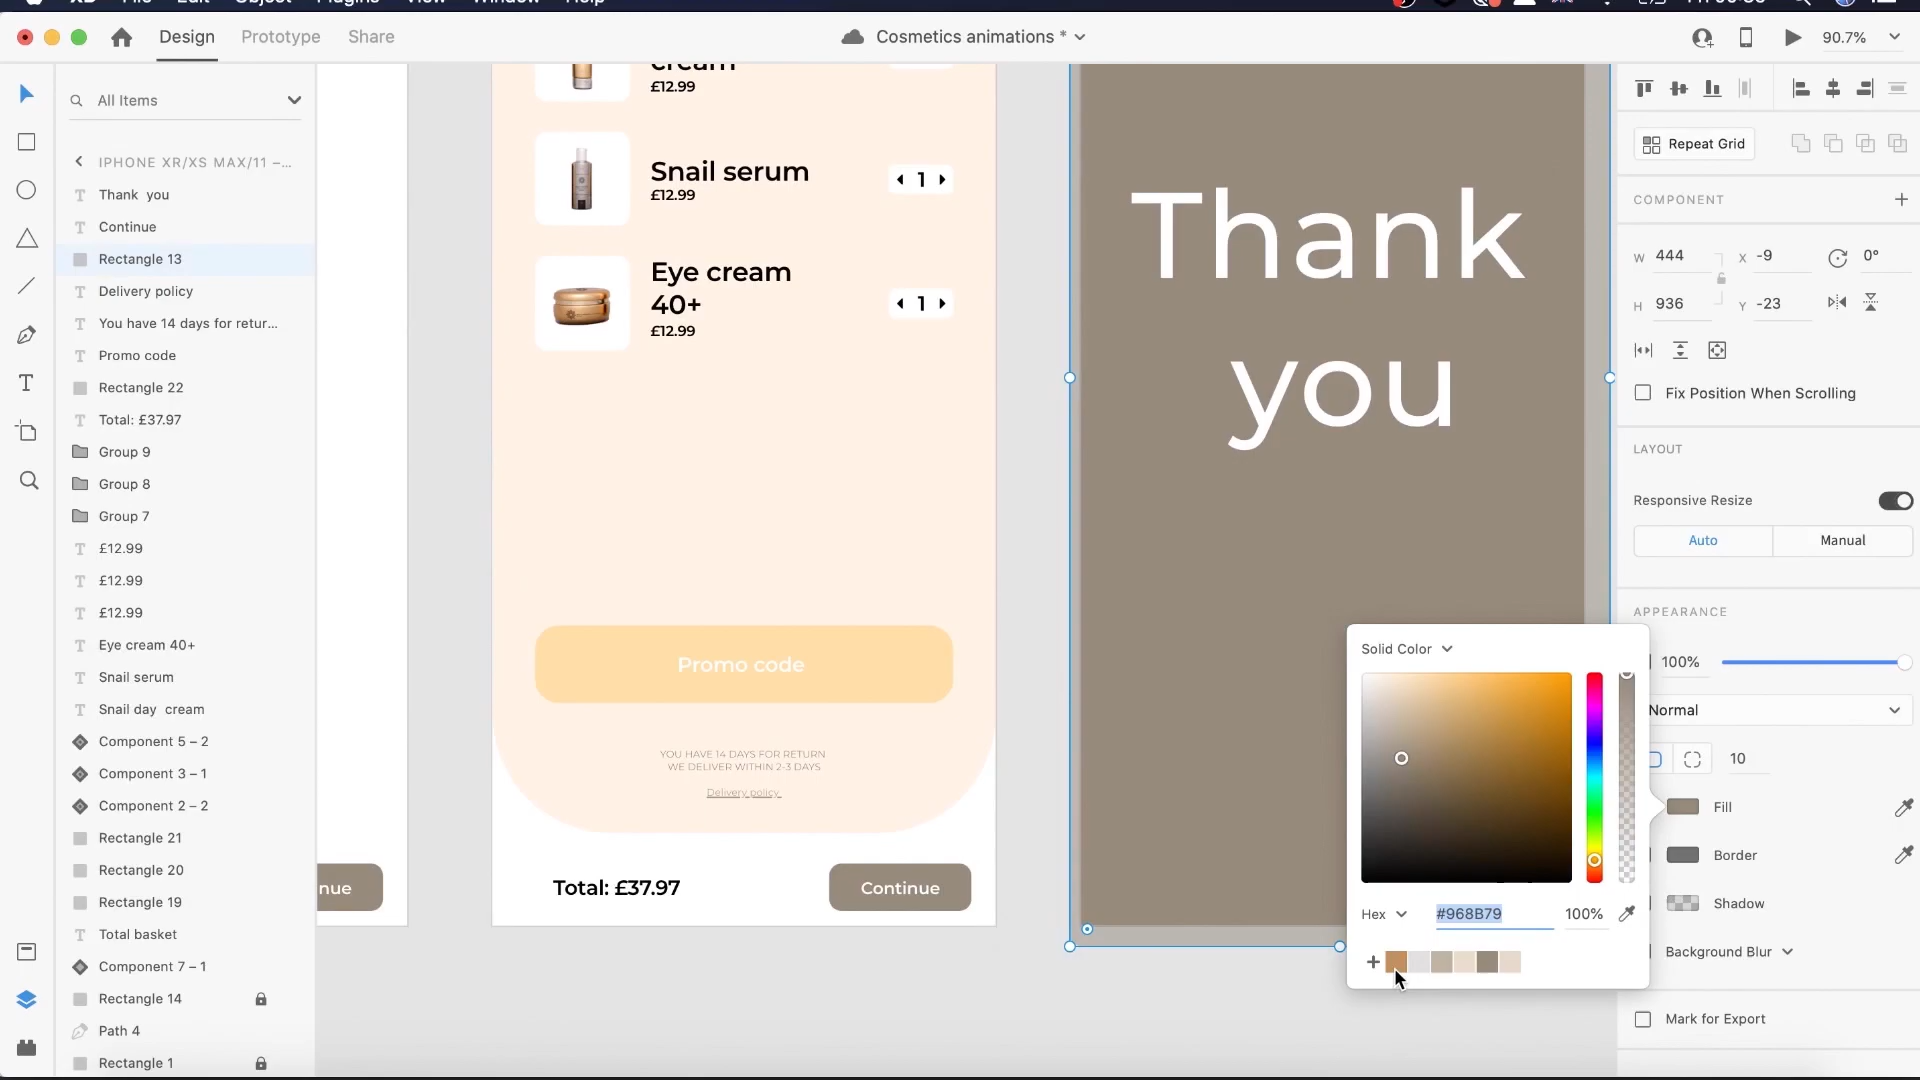 Design
Prototype
Share
Cosmetics animations *
90.7%
All Items
IPHONE XR/XS MAX/11 –...
Thank you
Continue
Rectangle 13
Delivery policy
You have 14 days for retur...
Promo code
Rectangle 22
Total: £37.97
Group 9
Group 8
Group 7
£12.99
£12.99
£12.99
Eye cream 40+
Snail serum
Snail day cream
Component 5 – 2
Component 3 – 1
Component 2 – 2
Rectangle 21
Rectangle 20
Rectangle 19
Total basket
Component 7 – 1
Rectangle 14
Path 4
Rectangle 1
nue
cream
£12.99
Snail serum
£12.99
1
Eye cream
40+
£12.99
1
Promo code
YOU HAVE 14 DAYS FOR RETURN
WE DELIVER WITHIN 2-3 DAYS
Delivery policy
Total: £37.97
Continue
Thank
you
Solid Color
Hex
#968B79
100%
Repeat Grid
COMPONENT
W 444
X -9
0°
H 936
Y -23
Fix Position When Scrolling
LAYOUT
Responsive Resize
Auto
Manual
APPEARANCE
100%
Normal
10
Fill
Border
Shadow
Background Blur
Mark for Export